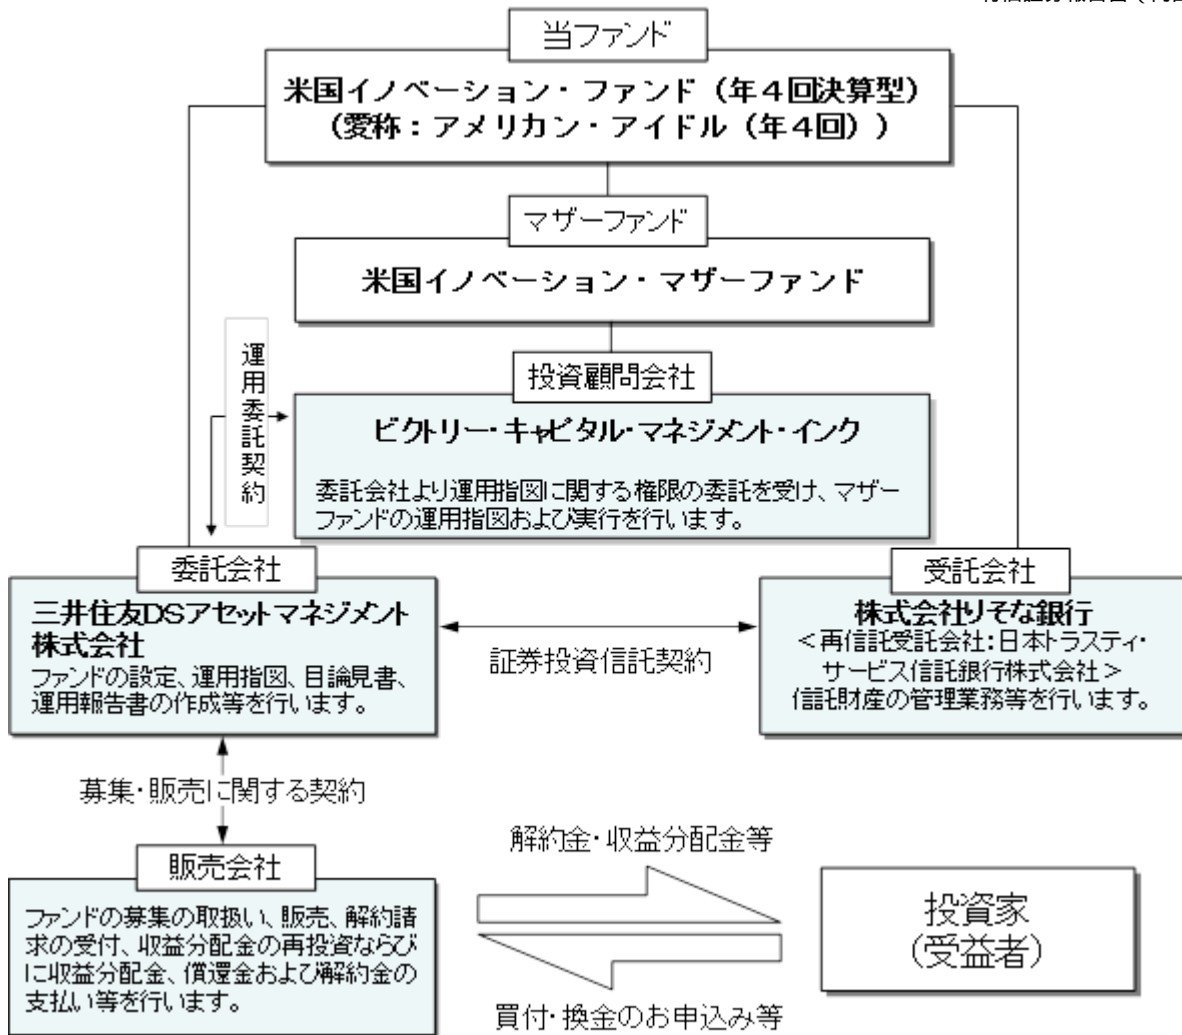 当ファンド
米国イノベーション・ファンド（年４回決算型）
（愛称：アメリカン・アイドル（年４回））
マザーファンド
米国イノベーション・マザーファンド
運用委託契約
投資顧問会社
ビクトリー・キャピタル・マネジメント・インク
委託会社より運用指図に関する権限の委託を受け、マザー
ファンドの運用指図および実行を行います。
委託会社
三井住友DSアセットマネジメント
株式会社
ファンドの設定、運用指図、目論見書、
運用報告書の作成等を行います。
証券投資信託契約
受託会社
株式会社りそな銀行
＜再信託受託会社：日本トラスティ・
サービス信託銀行株式会社＞
信託財産の管理業務等を行います。
募集・販売に関する契約
販売会社
ファンドの募集の取扱い、販売、解約請
求の受付、収益分配金の再投資ならび
に収益分配金、償還金および解約金の
支払い等を行います。
解約金・収益分配金等
買付・換金のお申込み等
投資家
（受益者）